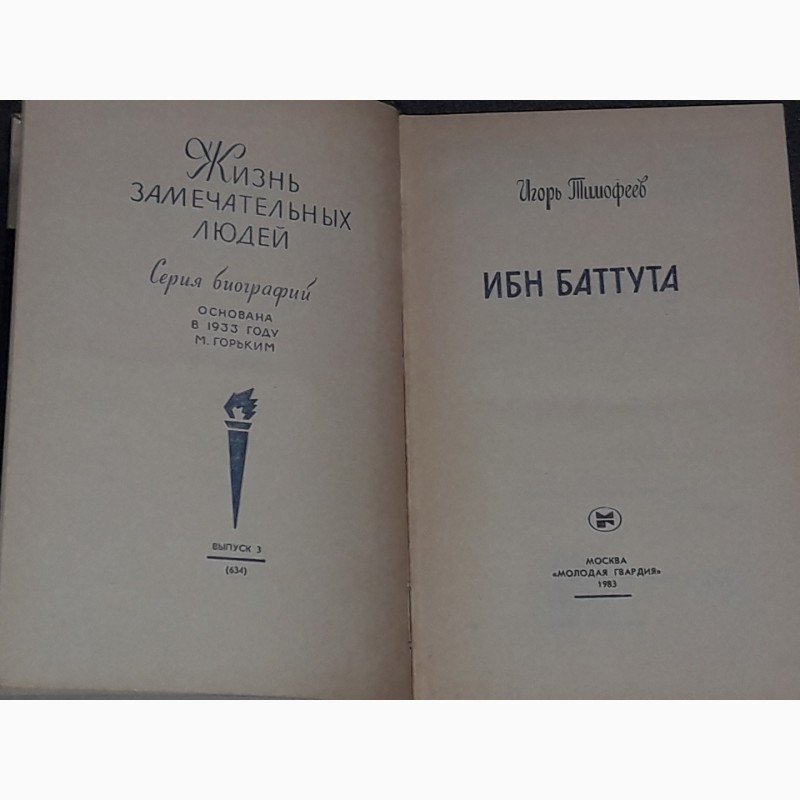 Жизнь
ЗАМЕЧАТЕЛЬНЫХ
ЛЮДЕЙ
Серия биографий
ОСНОВАНА
В 1933 ГОДУ
М. ГОРЬКИМ
ВЫПУСК 3
(634)
Игорь Тимофеев
ИБН БАТТУТА
МОСКВА
«МОЛОДАЯ ГВАРДИЯ»
1983